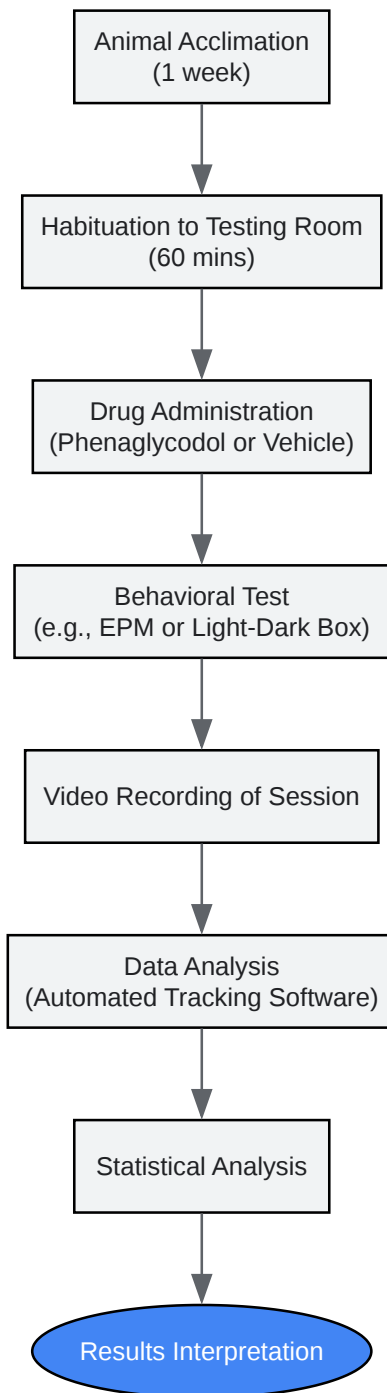 Animal Acclimation
(1 week)
Habituation to Testing Room
(60 mins)
Drug Administration
(Phenaglycodol or Vehicle)
Behavioral Test
(e.g., EPM or Light-Dark Box)
Video Recording of Session
Data Analysis
(Automated Tracking Software)
Statistical Analysis
Results Interpretation